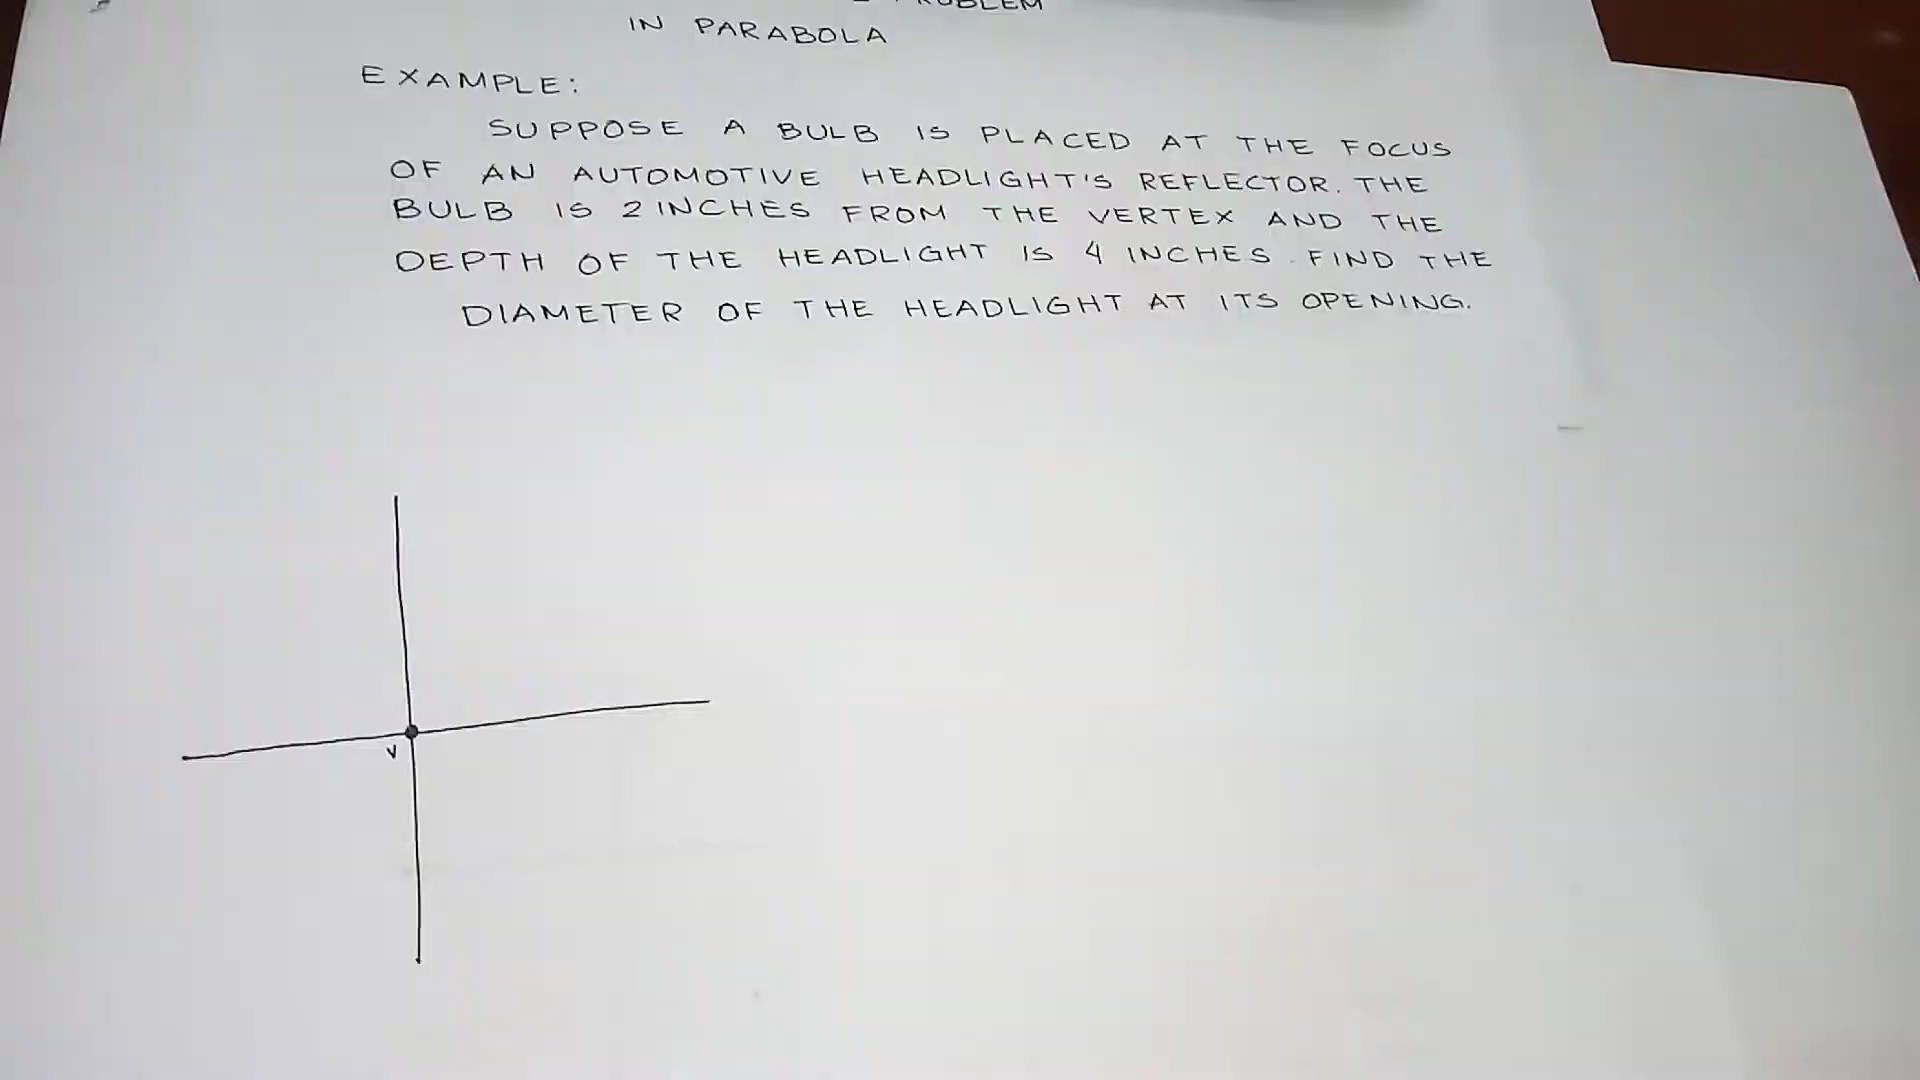 PROBLEM
IN PARABOLA
EXAMPLE:
SUPPOSE A BULB IS PLACED AT THE FOCUS
OF AN AUTOMOTIVE HEADLIGHT'S REFLECTOR. THE
BULB IS 2 INCHES FROM THE VERTEX AND THE
DEPTH OF THE HEADLIGHT IS 4 INCHES. FIND THE
DIAMETER OF THE HEADLIGHT AT ITS OPENING.
V